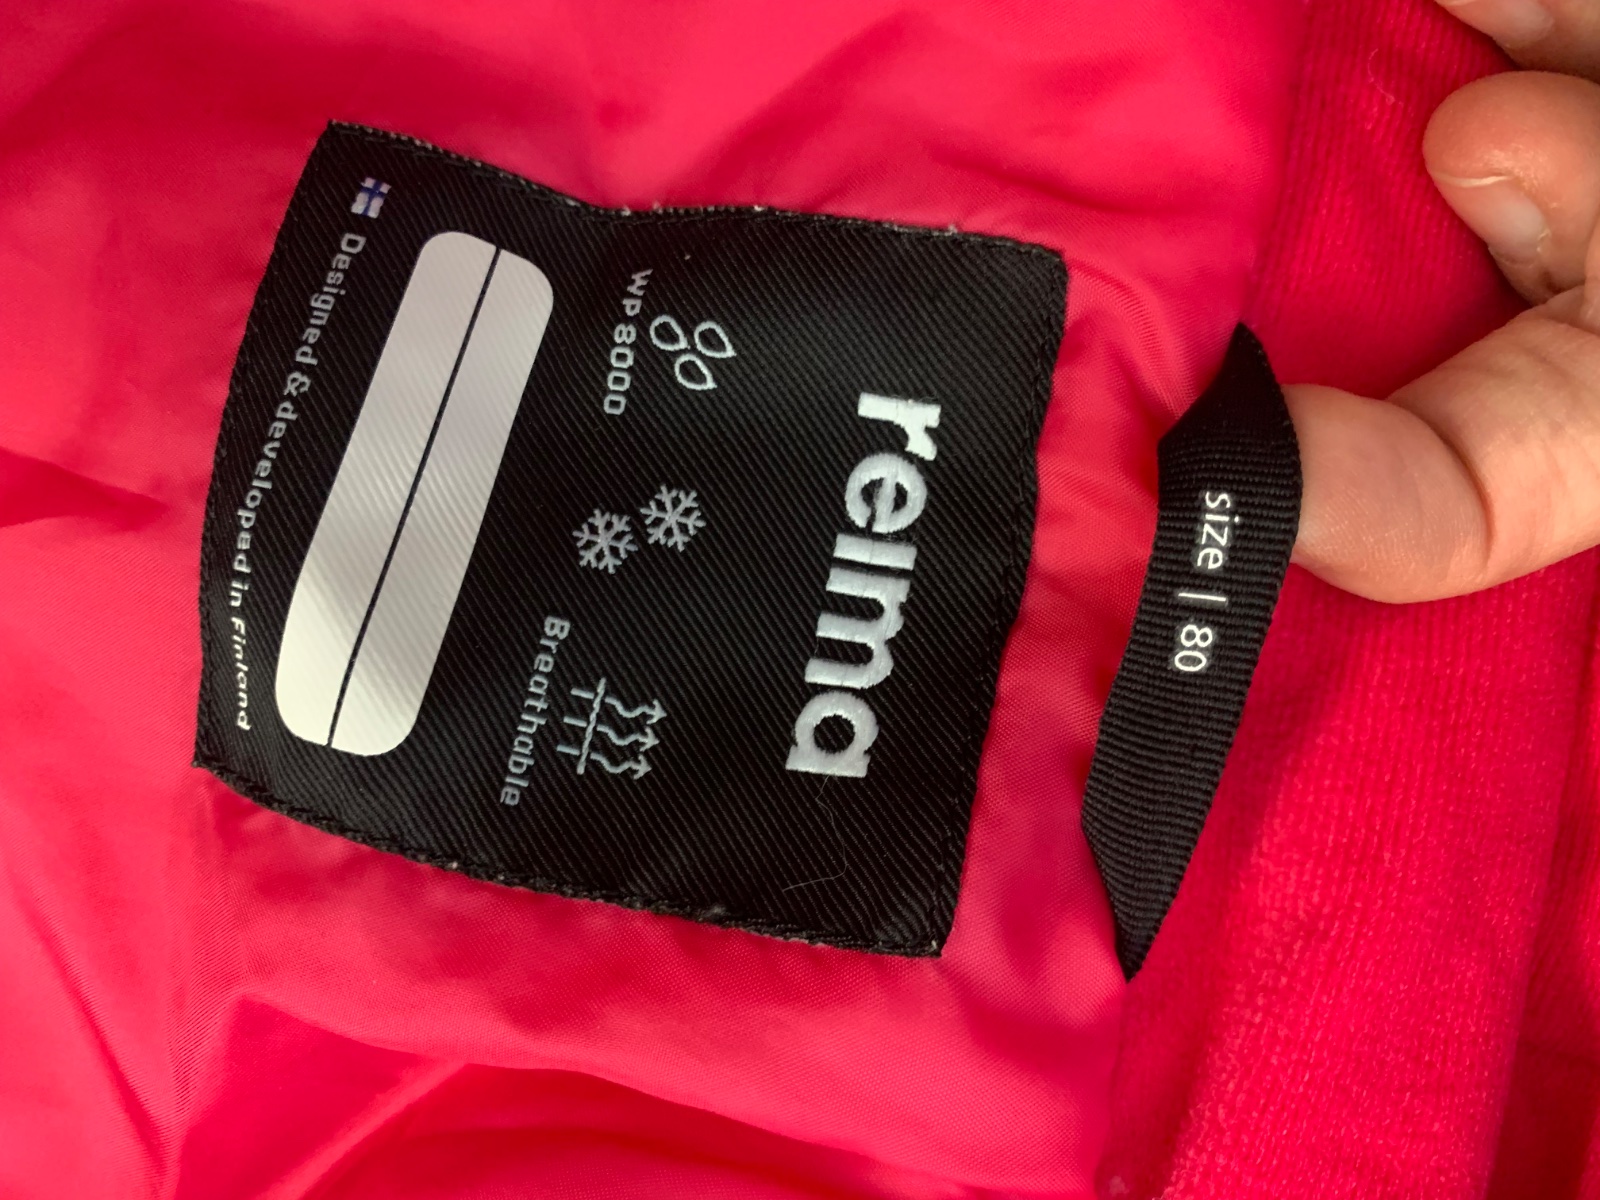 size | 80
reima
WP 8000
Breathable
Designed & developed in Finland